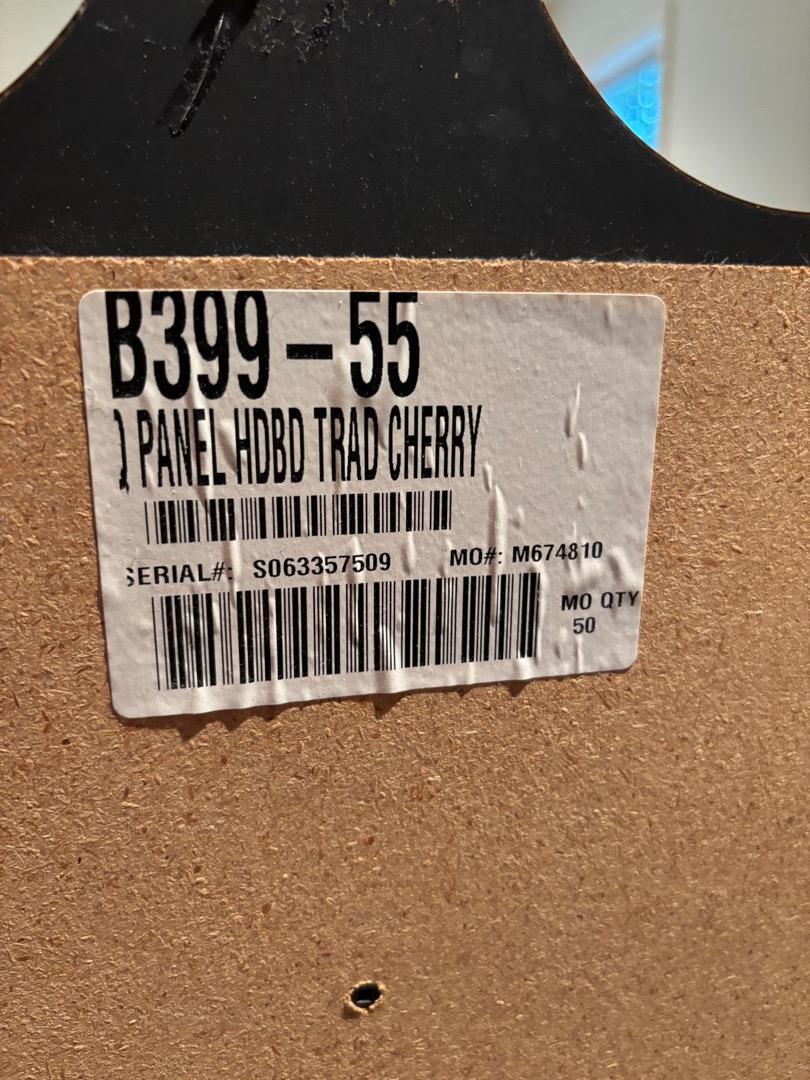 B399-55
Q PANEL HDBD TRAD CHERRY
SERIAL#: S063357509 MO#: M674810
MO QTY
50